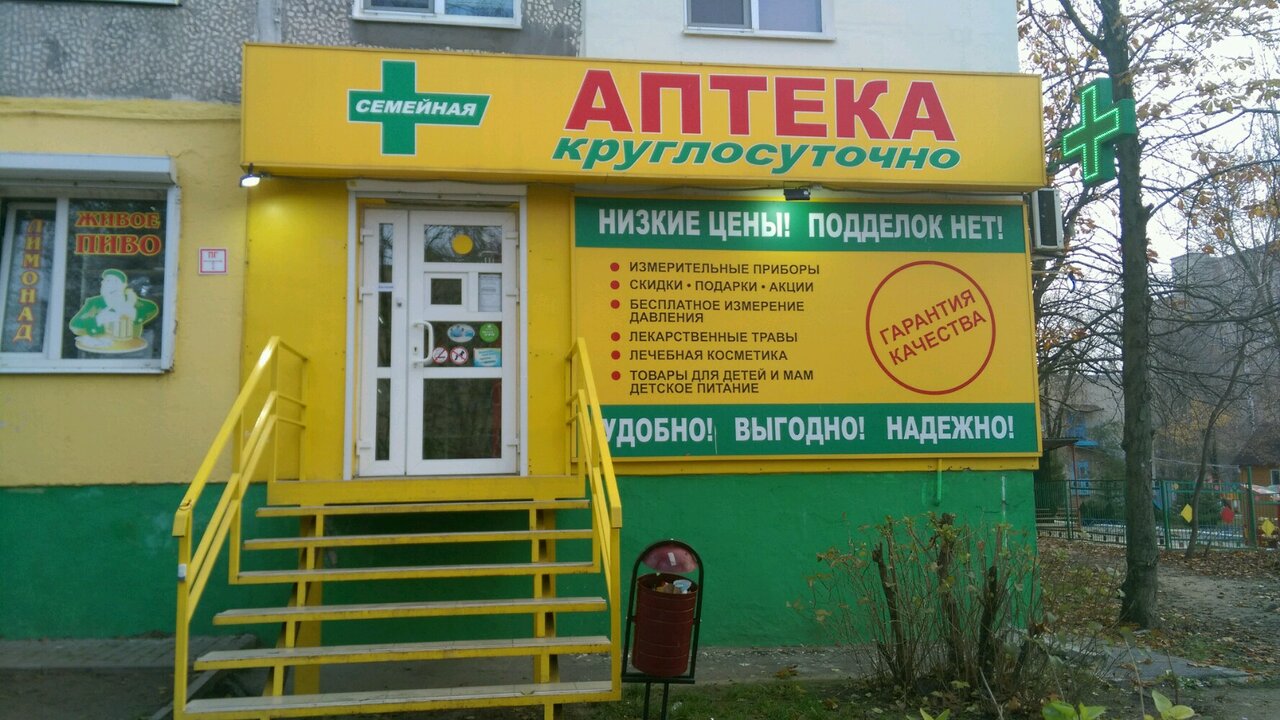 СЕМЕЙНАЯ
АПТЕКА
круглосуточно
ЛИМОНАД
ЖИВОЕ
ПИВО
ПГ
НИЗКИЕ ЦЕНЫ! ПОДДЕЛОК НЕТ!
ИЗМЕРИТЕЛЬНЫЕ ПРИБОРЫ
СКИДКИ • ПОДАРКИ • АКЦИИ
БЕСПЛАТНОЕ ИЗМЕРЕНИЕ
ДАВЛЕНИЯ
ЛЕКАРСТВЕННЫЕ ТРАВЫ
ЛЕЧЕБНАЯ КОСМЕТИКА
ТОВАРЫ ДЛЯ ДЕТЕЙ И МАМ
ДЕТСКОЕ ПИТАНИЕ
ГАРАНТИЯ
КАЧЕСТВА
УДОБНО! ВЫГОДНО! НАДЕЖНО!